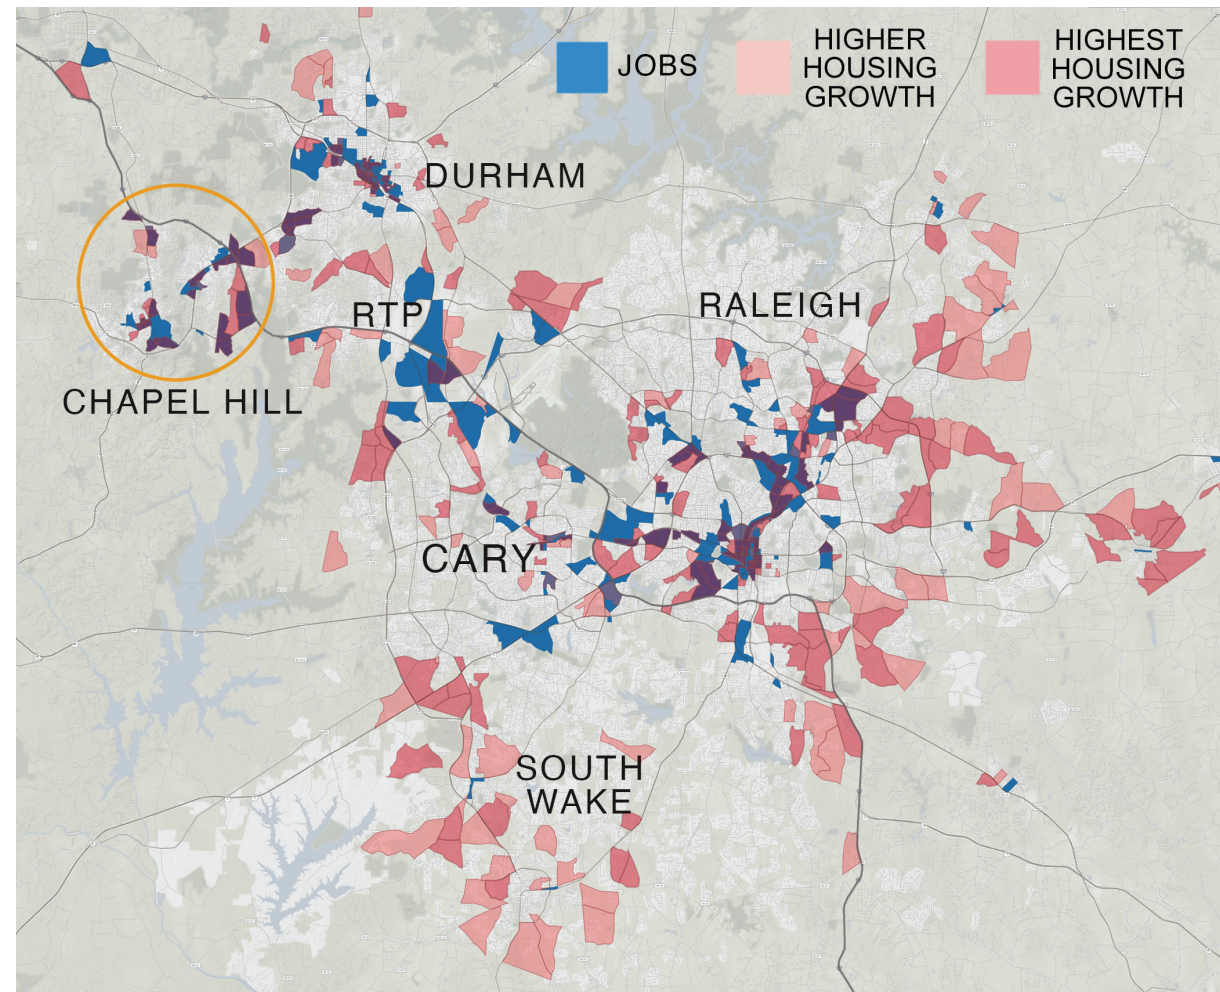 JOBS
HIGHER
HOUSING
GROWTH
HIGHEST
HOUSING
GROWTH
DURHAM
RALEIGH
RTP
CHAPEL HILL
CARY
SOUTH
WAKE